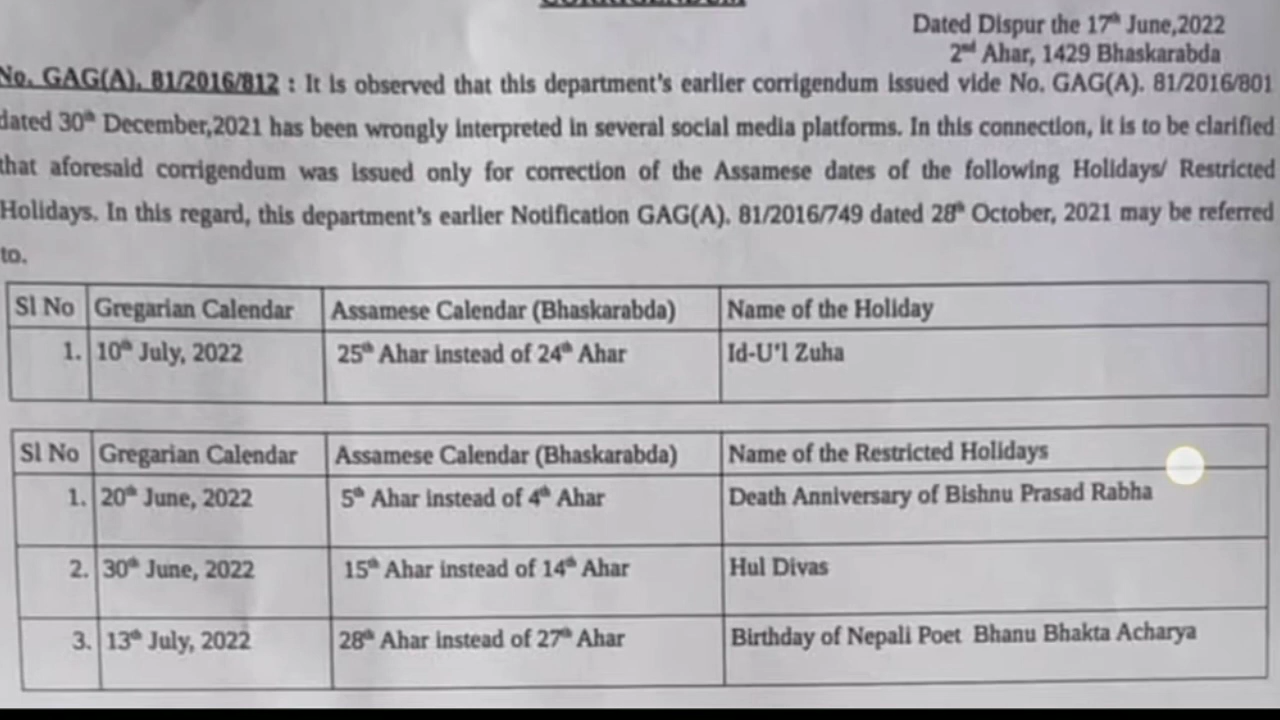 Dated Dispur the 17th June,2022
2nd Ahar, 1429 Bhaskarabda
No. GAG(A). 81/2016/812 : It is observed that this department's earlier corrigendum issued vide No. GAG(A). 81/2016/801
dated 30th December,2021 has been wrongly interpreted in several social media platforms. In this connection, it is to be clarified
that aforesaid corrigendum was issued only for correction of the Assamese dates of the following Holidays/ Restricted
Holidays. In this regard, this department's earlier Notification GAG(A). 81/2016/749 dated 28th October, 2021 may be referred
to.
Sl No Gregarian Calendar Assamese Calendar (Bhaskarabda) Name of the Holiday
1. 10th July, 2022 25th Ahar instead of 24th Ahar Id-U'l Zuha
Sl No Gregarian Calendar Assamese Calendar (Bhaskarabda) Name of the Restricted Holidays
1. 20th June, 2022 5th Ahar instead of 4th Ahar Death Anniversary of Bishnu Prasad Rabha
2. 30th June, 2022 15th Ahar instead of 14th Ahar Hul Divas
3. 13th July, 2022 28th Ahar instead of 27th Ahar Birthday of Nepali Poet Bhanu Bhakta Acharya